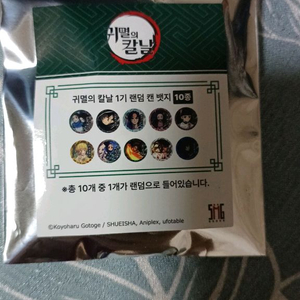 귀멸의
칼날
귀멸의 칼날 1기 랜덤 캔 뱃지 10종
※총 10개 중 1개가 랜덤으로 들어있습니다.
SMG
©Koyoharu Gotoge / SHUEISHA, Aniplex, ufotable